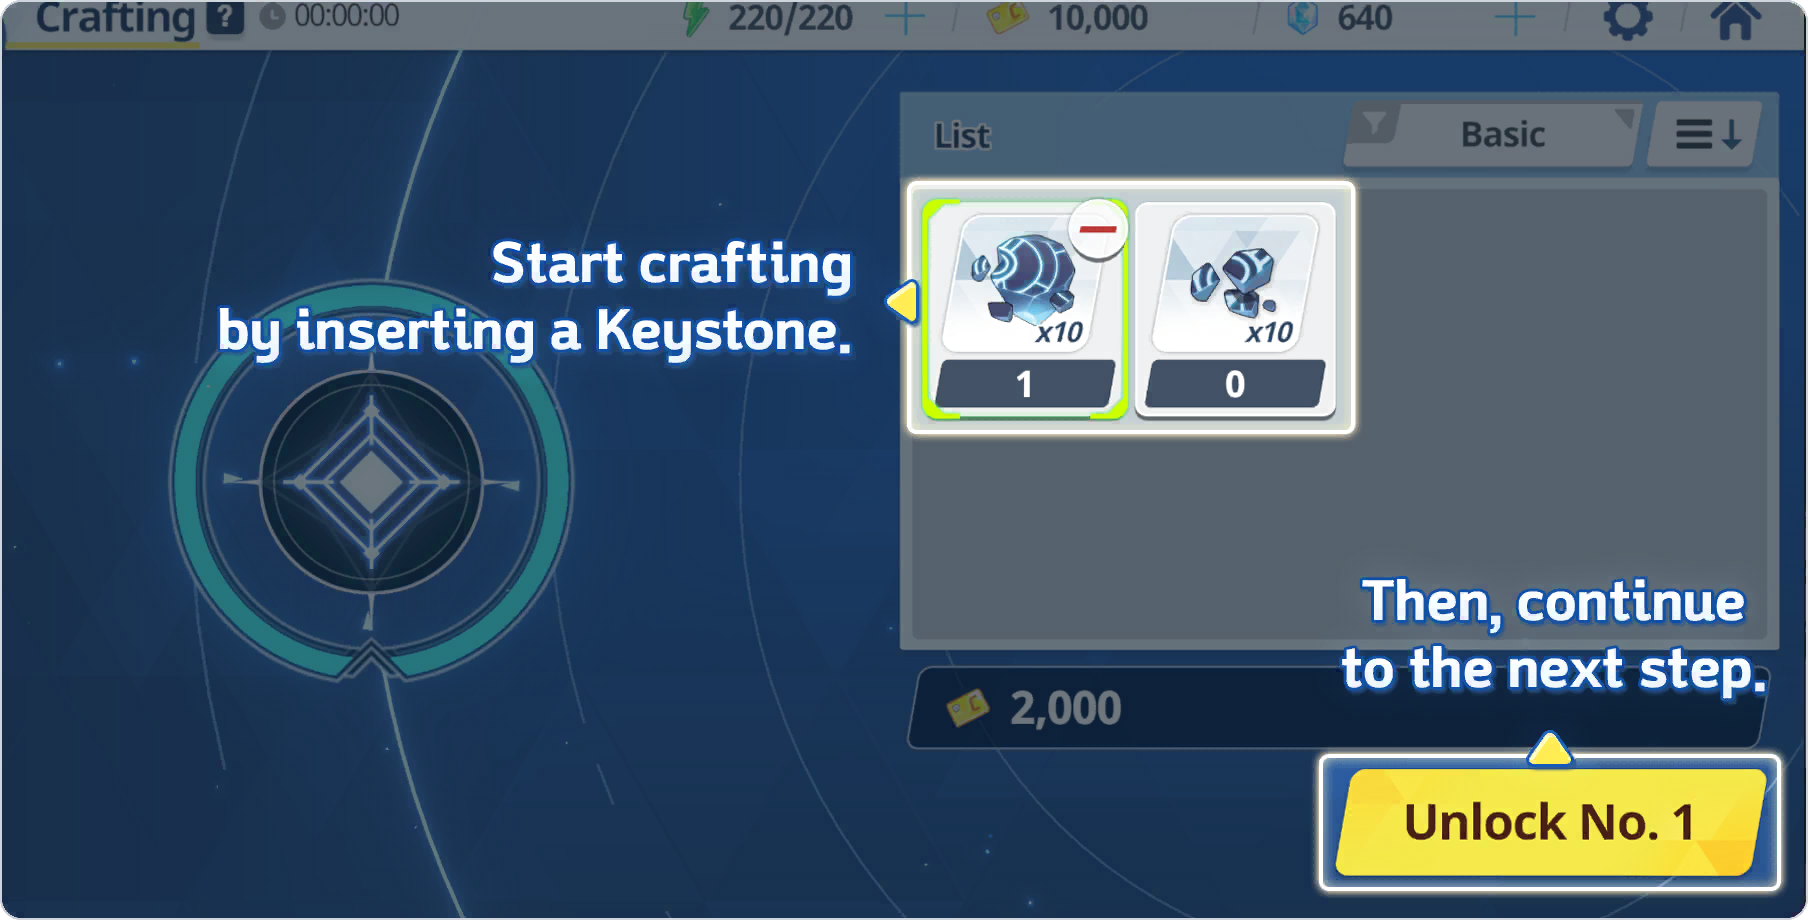 Crafting ? 00:00:00 220/220 10,000 640
List Basic
Start crafting
by inserting a Keystone.
x10 x10
1 0
Then, continue
to the next step.
2,000
Unlock No. 1